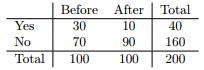 Before After Total
Yes 30 10 40
No 70 90 160
Total 100 100 200